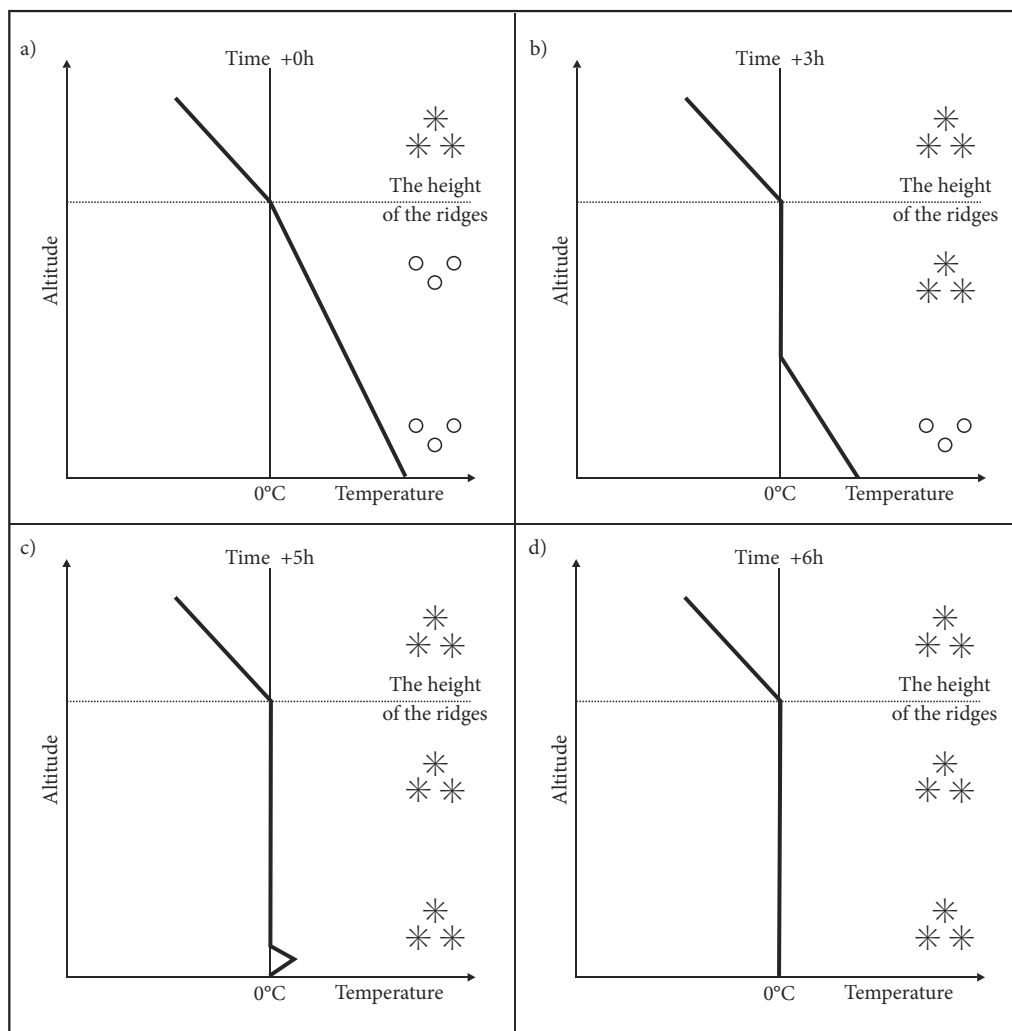 a)
Time +0h
The height
of the ridges
Altitude
0°C
Temperature
b)
Time +3h
The height
of the ridges
Altitude
0°C
Temperature
c)
Time +5h
The height
of the ridges
Altitude
0°C
Temperature
d)
Time +6h
The height
of the ridges
Altitude
0°C
Temperature